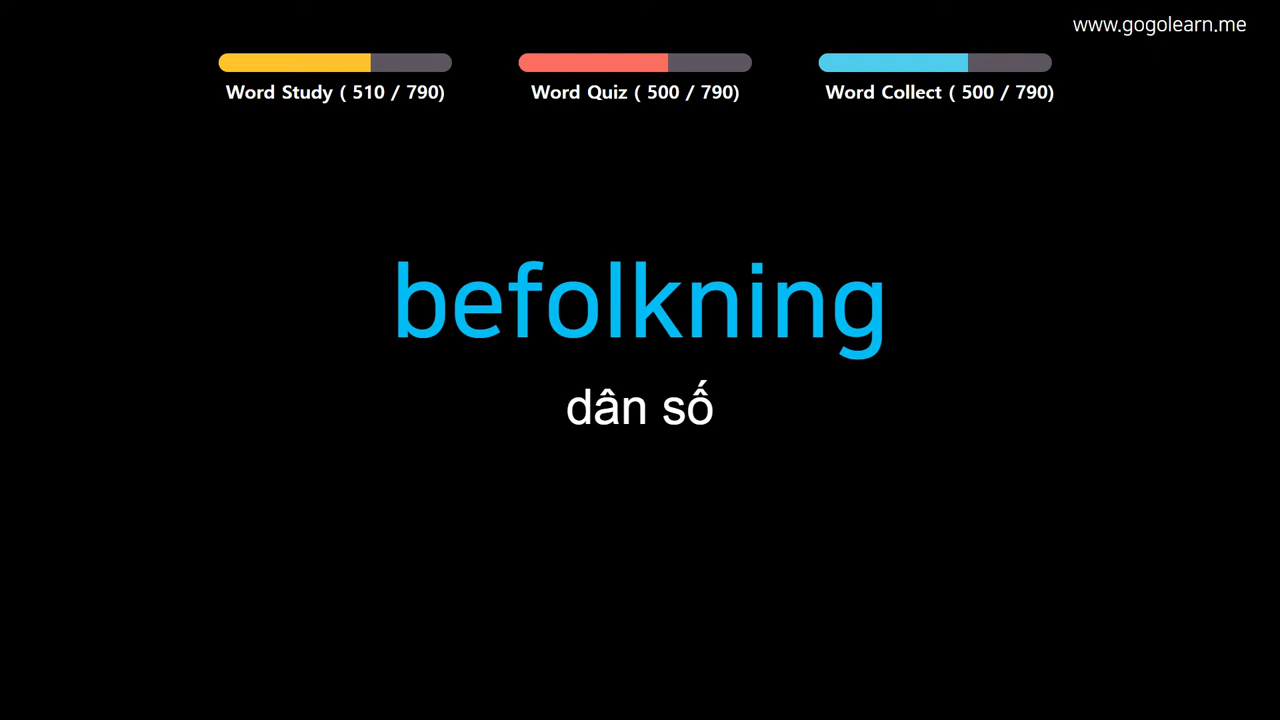 www.gogolearn.me
Word Study ( 510 / 790)
Word Quiz ( 500 / 790)
Word Collect ( 500 / 790)
befolkning
dân số